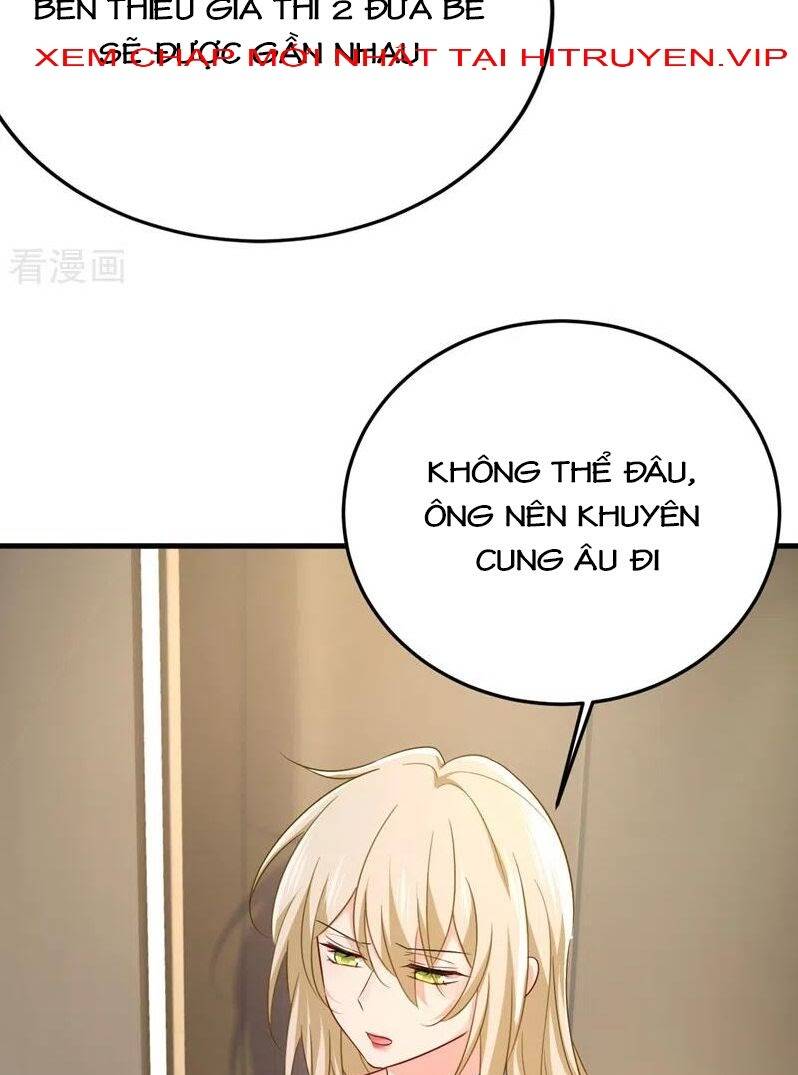 BÊN THIẾU GIA THÌ 2 ĐỨA BÉ
SẼ ĐƯỢC GẦN NHAU
XEM CHAP MỚI NHẤT TẠI HITRUYEN.VIP
看漫画
KHÔNG THỂ ĐÂU,
ÔNG NÊN KHUYÊN
CUNG ÂU ĐI